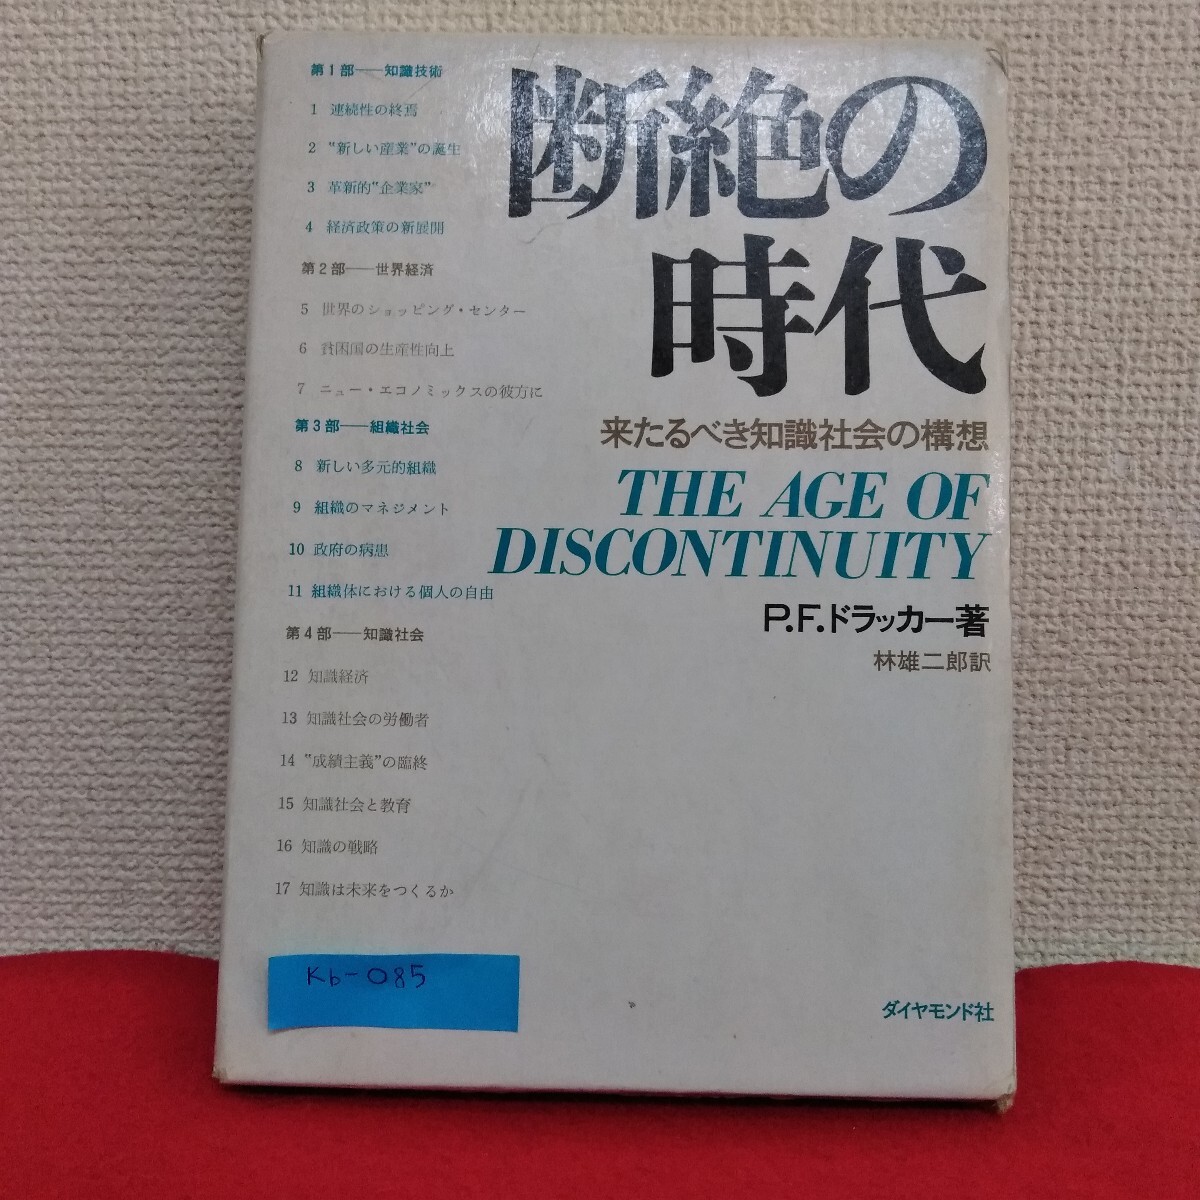 断絶の
時代
来たるべき知識社会の構想
THE AGE OF
DISCONTINUITY
P.F.ドラッカー著
林雄二郎訳
第1部──知識技術
1 連続性の終焉
2 “新しい産業”の誕生
3 革新的“企業家”
4 経済政策の新展開
第2部──世界経済
5 世界のショッピング・センター
6 貧困国の生産性向上
7 ニュー・エコノミックスの彼方に
第3部──組織社会
8 新しい多元的組織
9 組織のマネジメント
10 政府の病患
11 組織体における個人の自由
第4部──知識社会
12 知識経済
13 知識社会の労働者
14 “成績主義”の臨終
15 知識社会と教育
16 知識の戦略
17 知識は未来をつくるか
Kb-085
ダイヤモンド社